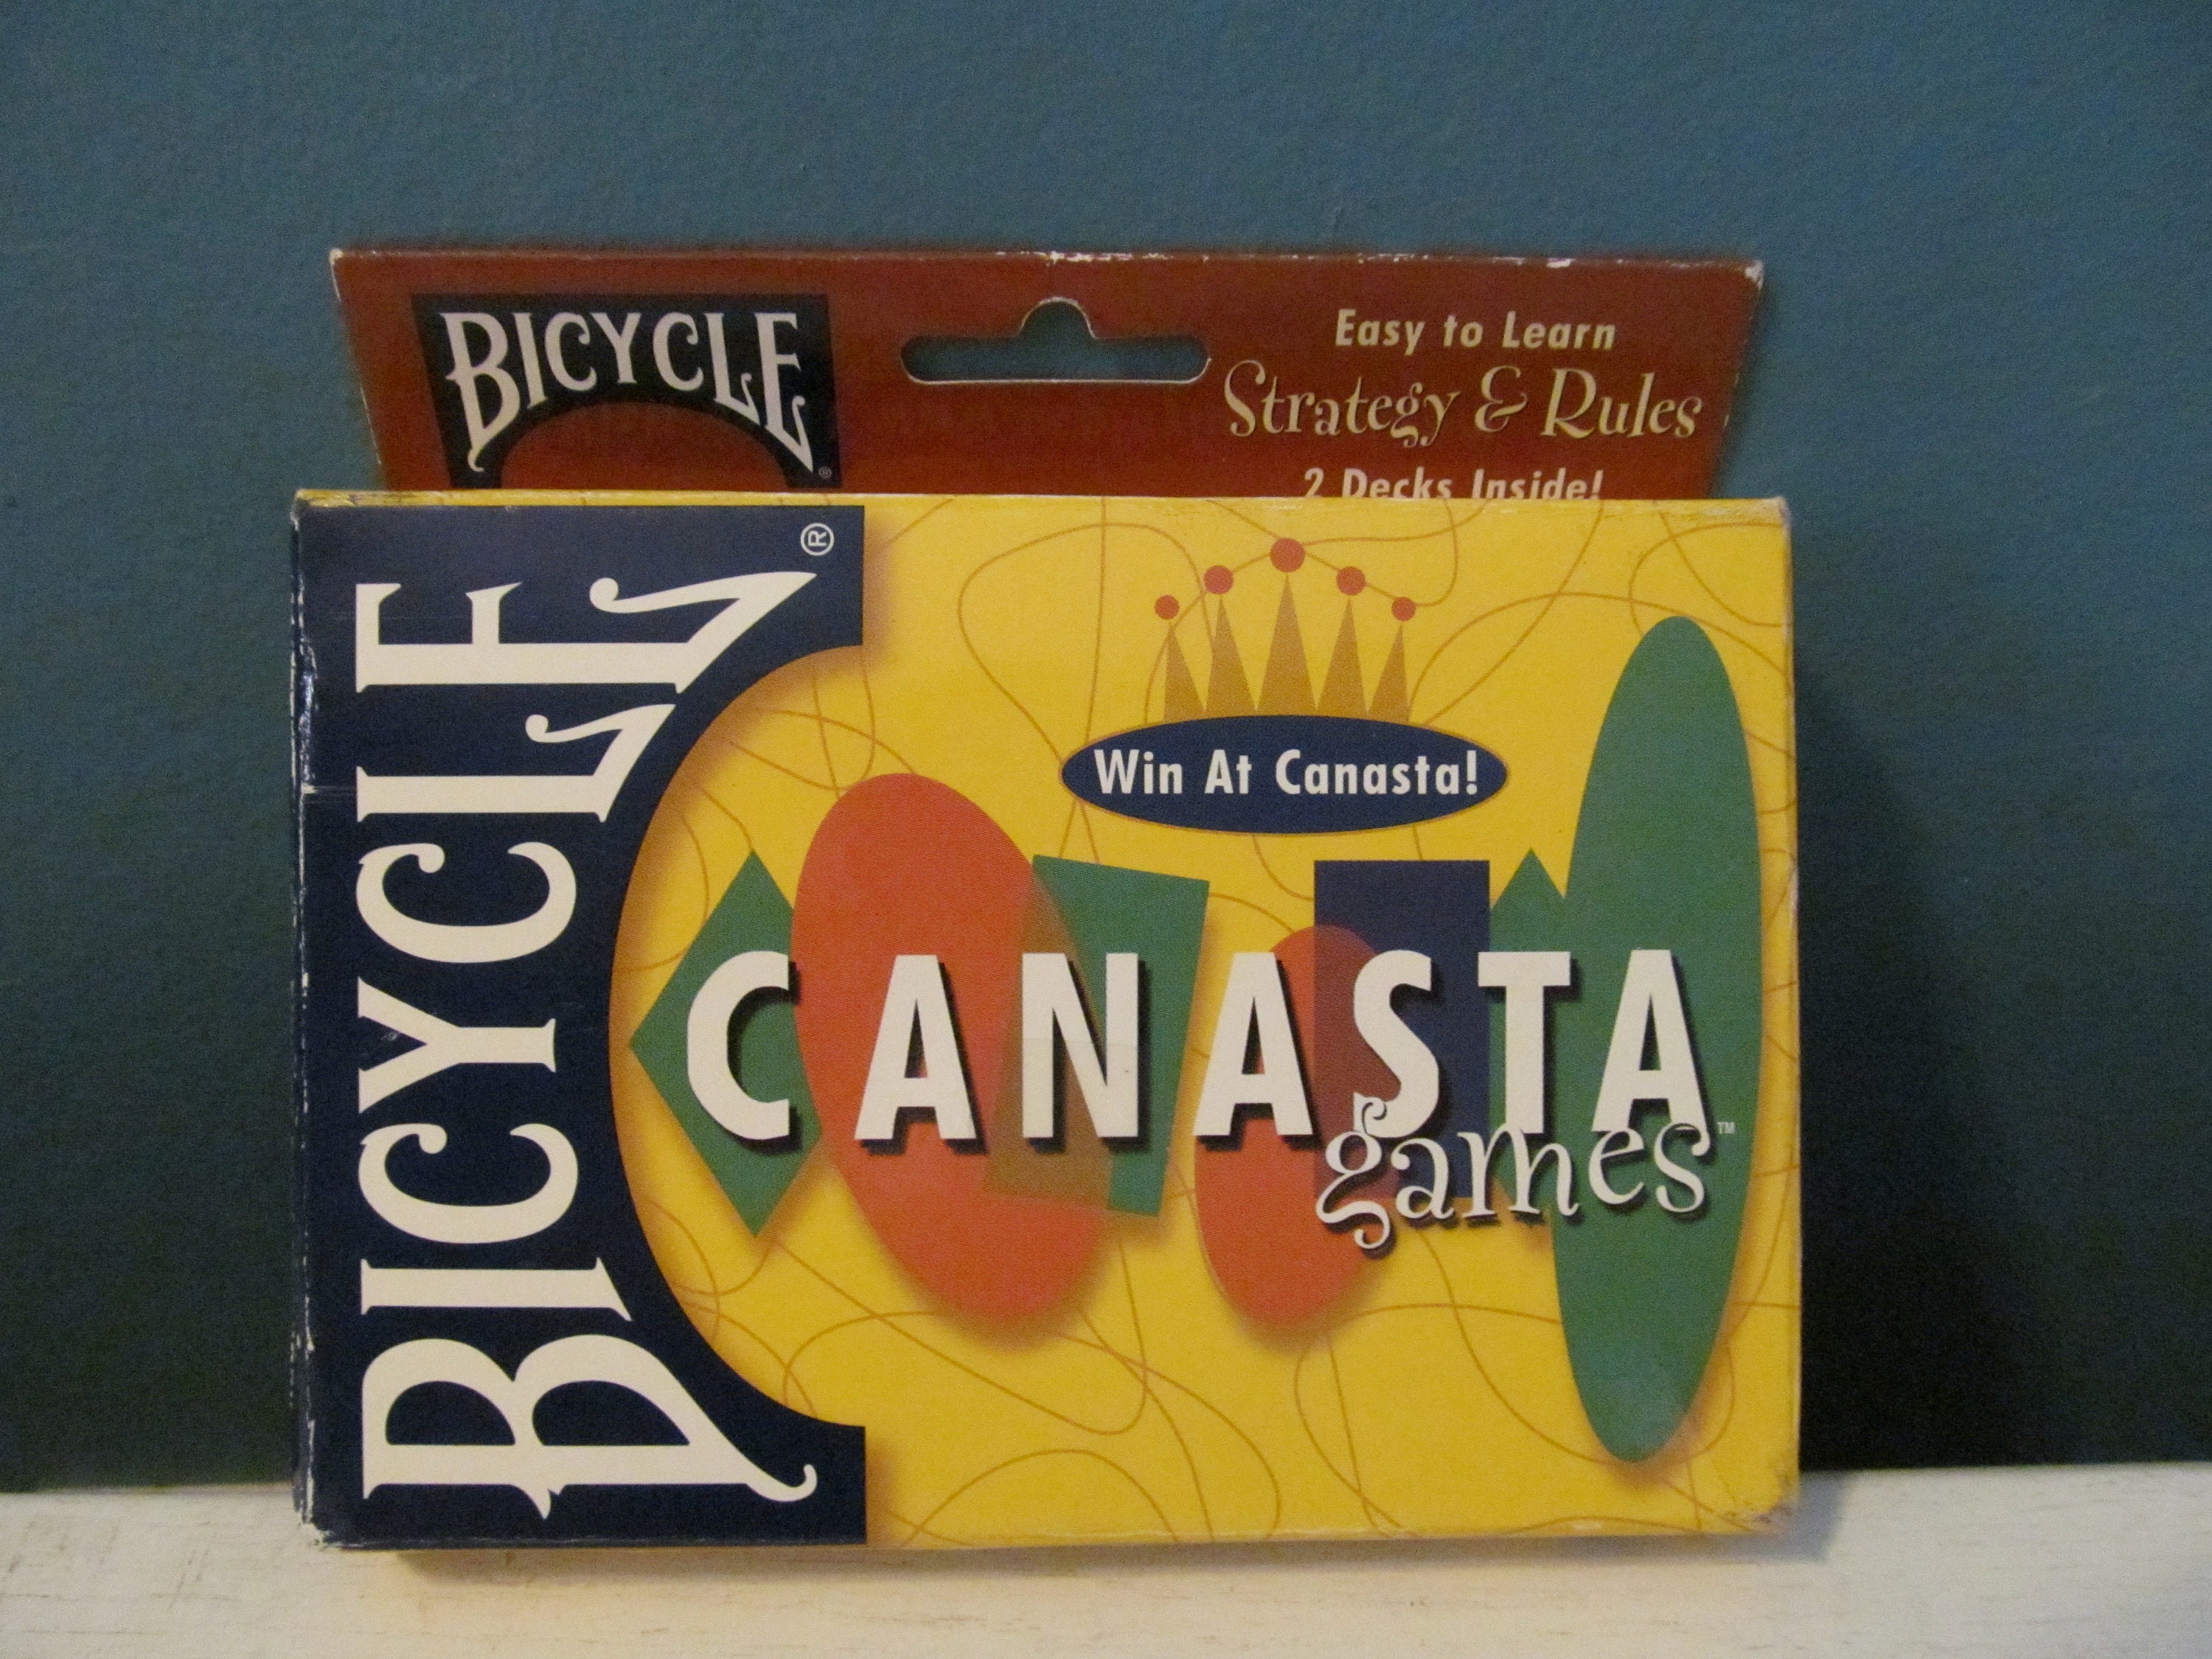 BICYCLE®
Easy to Learn
Strategy & Rules
2 Decks Inside!
BICYCLE®
Win At Canasta!
CANASTA
games™